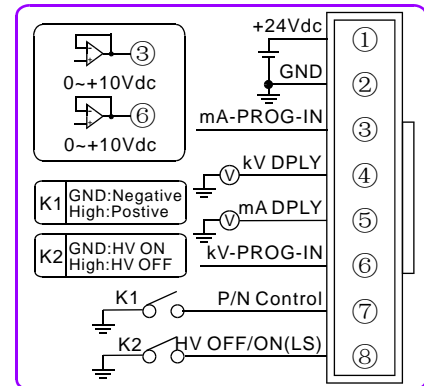 ③
0~+10Vdc
⑥
0~+10Vdc
K1
GND:Negative
High:Postive
K2
GND:HV ON
High:HV OFF
+24Vdc ①
GND ②
mA-PROG-IN ③
V kV DPLY ④
V mA DPLY ⑤
kV-PROG-IN ⑥
K1 P/N Control ⑦
K2 HV OFF/ON(LS) ⑧